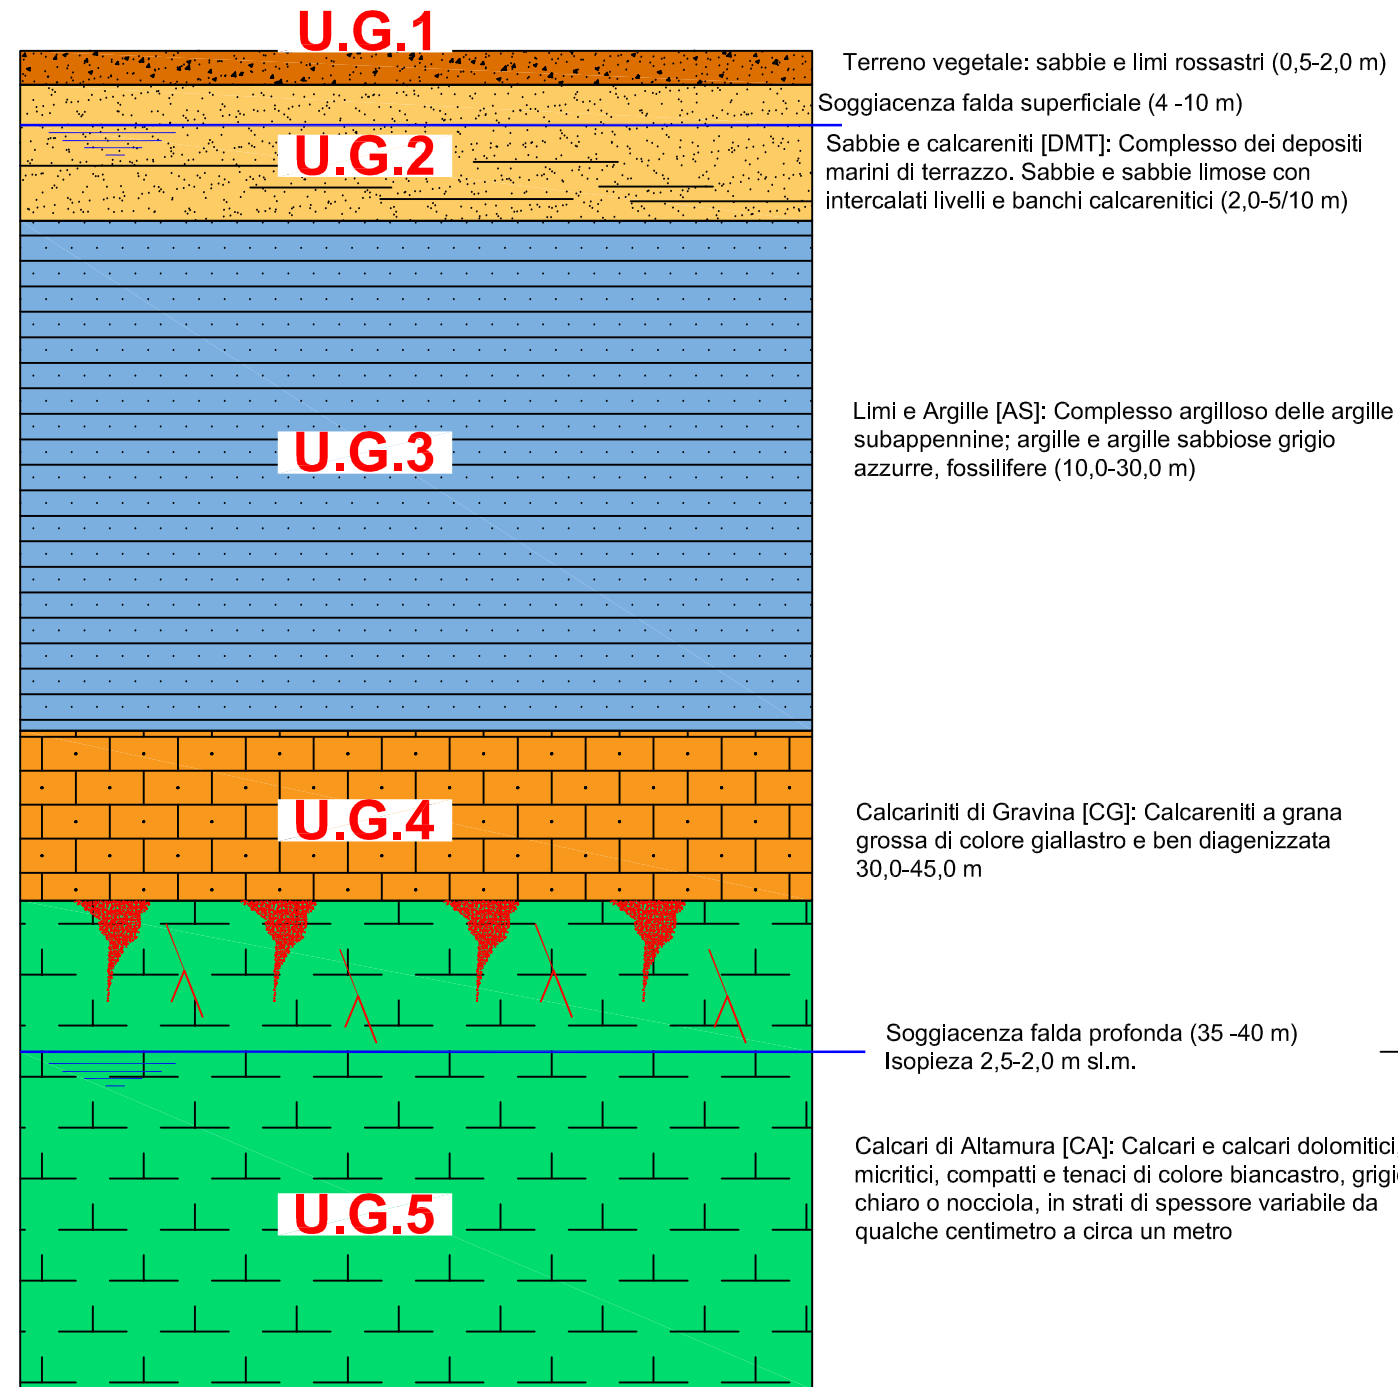 U.G.1
Terreno vegetale: sabbie e limi rossastri (0,5-2,0 m)
Soggiacenza falda superficiale (4 -10 m)
U.G.2
Sabbie e calcareniti [DMT]: Complesso dei depositi
marini di terrazzo. Sabbie e sabbie limose con
intercalati livelli e banchi calcarenitici (2,0-5/10 m)
U.G.3
Limi e Argille [AS]: Complesso argilloso delle argille
subappennine; argille e argille sabbiose grigio
azzurre, fossilifere (10,0-30,0 m)
U.G.4
Calcariniti di Gravina [CG]: Calcareniti a grana
grossa di colore giallastro e ben diagenizzata
30,0-45,0 m
Soggiacenza falda profonda (35 -40 m)
Isopieza 2,5-2,0 m sl.m.
U.G.5
Calcari di Altamura [CA]: Calcari e calcari dolomitici,
micritici, compatti e tenaci di colore biancastro, grigio
chiaro o nocciola, in strati di spessore variabile da
qualche centimetro a circa un metro